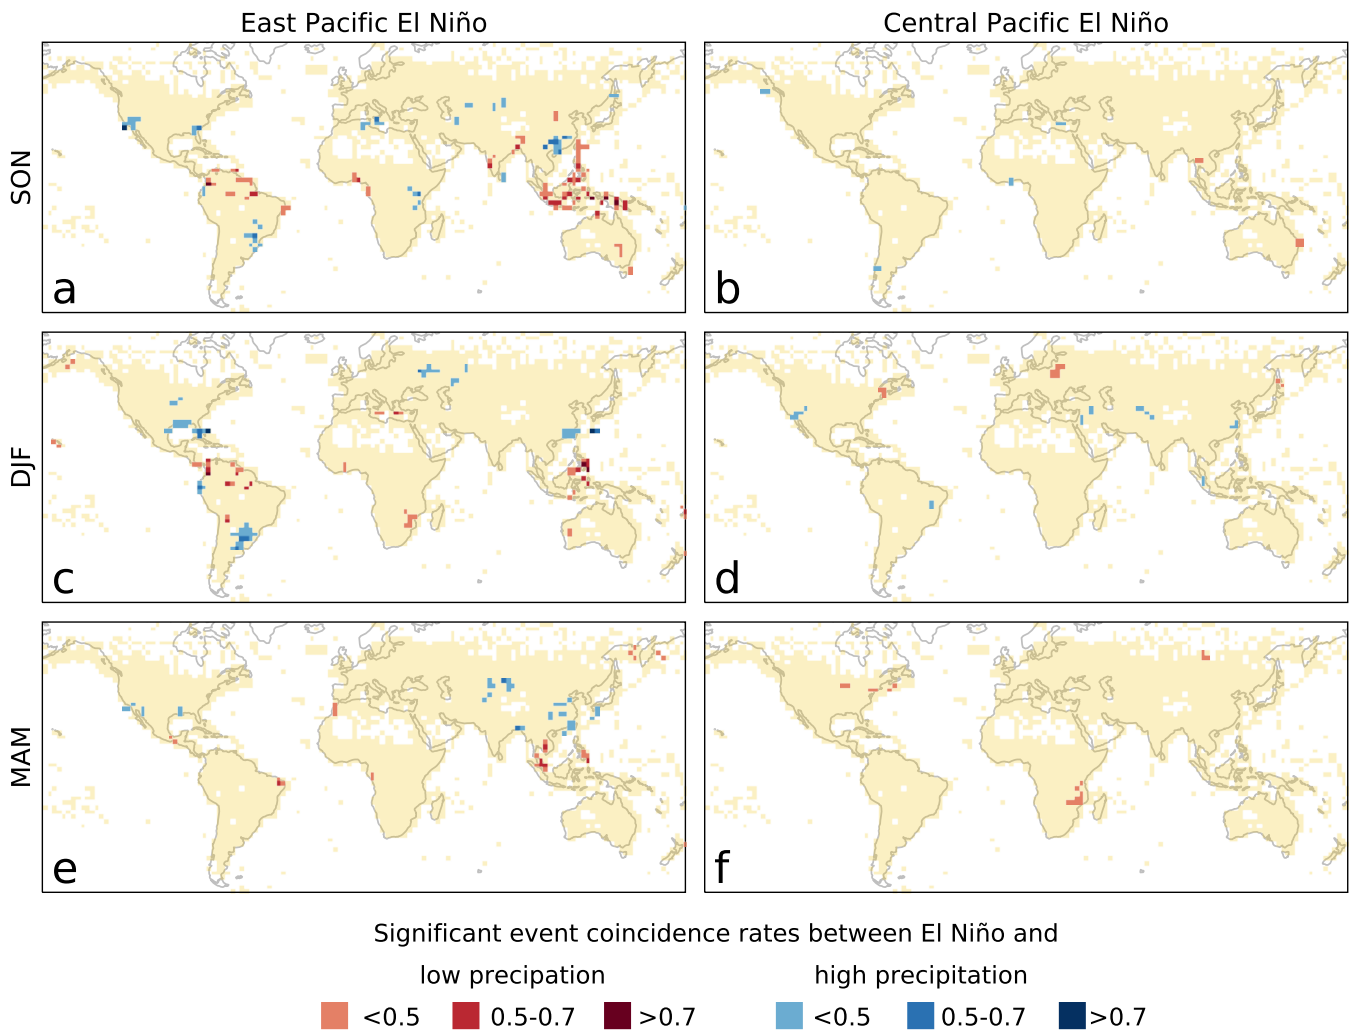 East Pacific El Niño
Central Pacific El Niño
SON
a
b
DJF
c
d
MAM
e
f
Significant event coincidence rates between El Niño and
low precipation
high precipitation
<0.5
0.5-0.7
>0.7
<0.5
0.5-0.7
>0.7